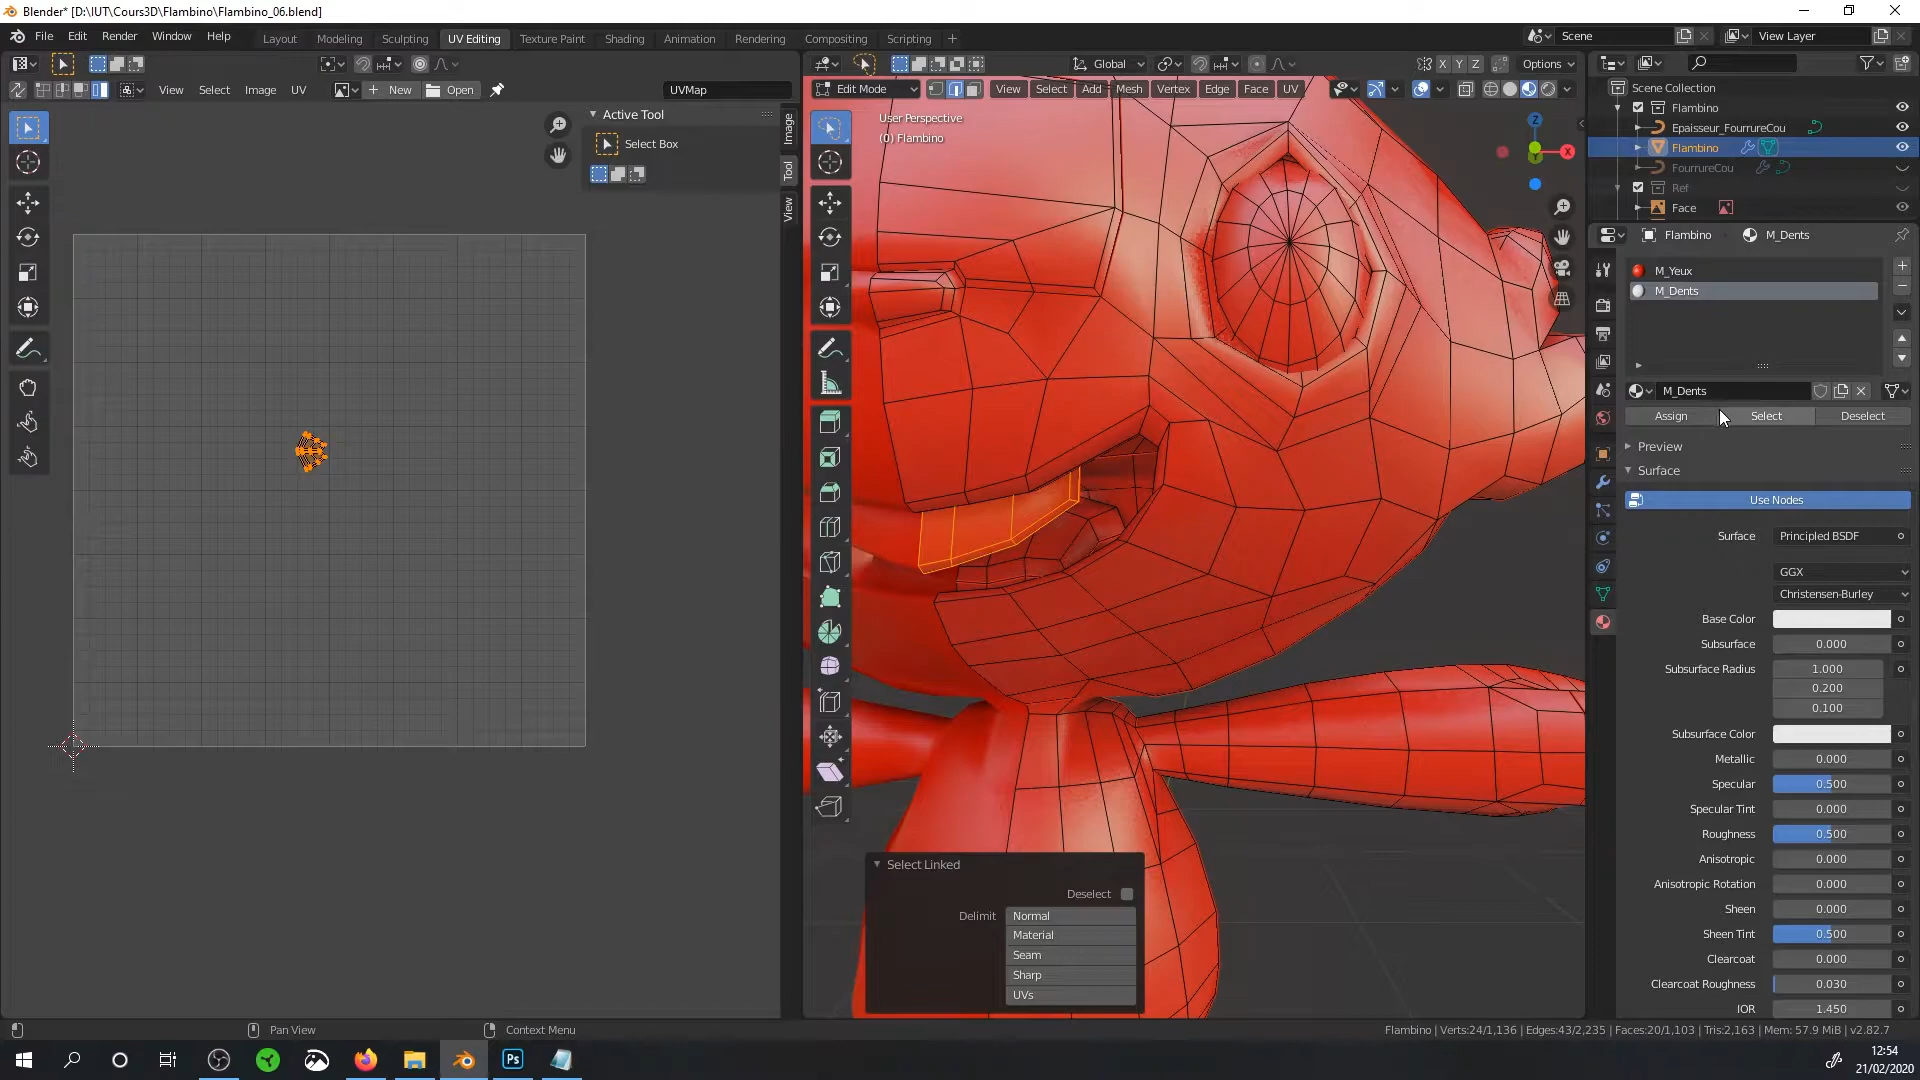 Blender* [D:\IUT\Cours3D\Flambino\Flambino_06.blend]
File Edit Render Window Help
Layout Modeling Sculpting UV Editing Texture Paint Shading Animation Rendering Compositing Scripting
Scene
View Layer
Global
X Y Z
Options
View Select Image UV
New
Open
UVMap
Edit Mode
View Select Add Mesh Vertex Edge Face UV
Active Tool
Select Box
Image
Tool
View
User Perspective
(0) Flambino
Z
X
Y
Scene Collection
Flambino
Epaisseur_FourrureCou
Flambino
FourrureCou
Ref
Face
Flambino
M_Dents
M_Yeux
M_Dents
M_Dents
Assign Select Deselect
Preview
Surface
Use Nodes
Surface Principled BSDF
GGX
Christensen-Burley
Base Color
Subsurface 0.000
Subsurface Radius 1.000
0.200
0.100
Subsurface Color
Metallic 0.000
Specular 0.500
Specular Tint 0.000
Roughness 0.500
Anisotropic 0.000
Anisotropic Rotation 0.000
Sheen 0.000
Sheen Tint 0.500
Clearcoat 0.000
Clearcoat Roughness 0.030
IOR 1.450
Select Linked
Deselect
Delimit Normal
Material
Seam
Sharp
UVs
Pan View
Context Menu
Flambino | Verts:24/1,136 | Edges:43/2,235 | Faces:20/1,103 | Tris:2,163 | Mem: 57.9 MiB | v2.82.7
Ps
12:54
21/02/2020